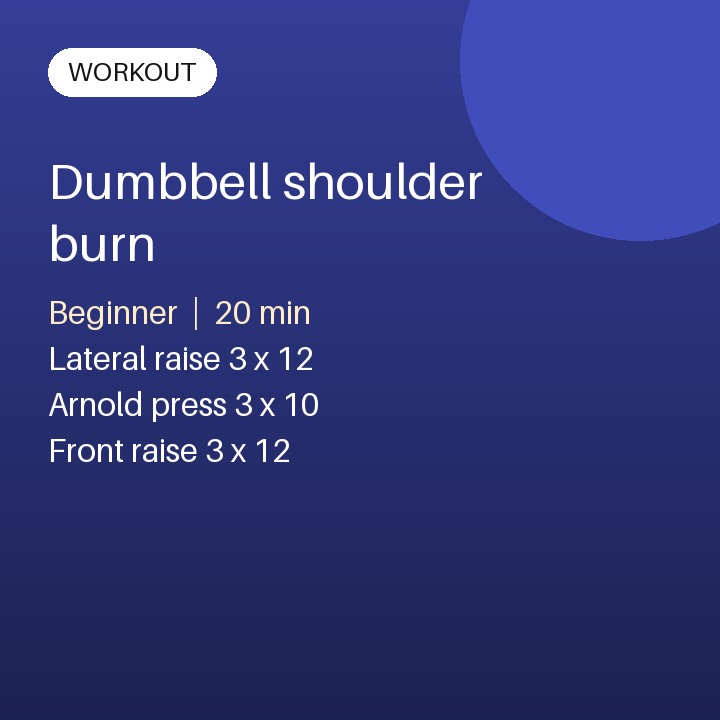 WORKOUT
Dumbbell shoulder
burn
Beginner | 20 min
Lateral raise 3 x 12
Arnold press 3 x 10
Front raise 3 x 12